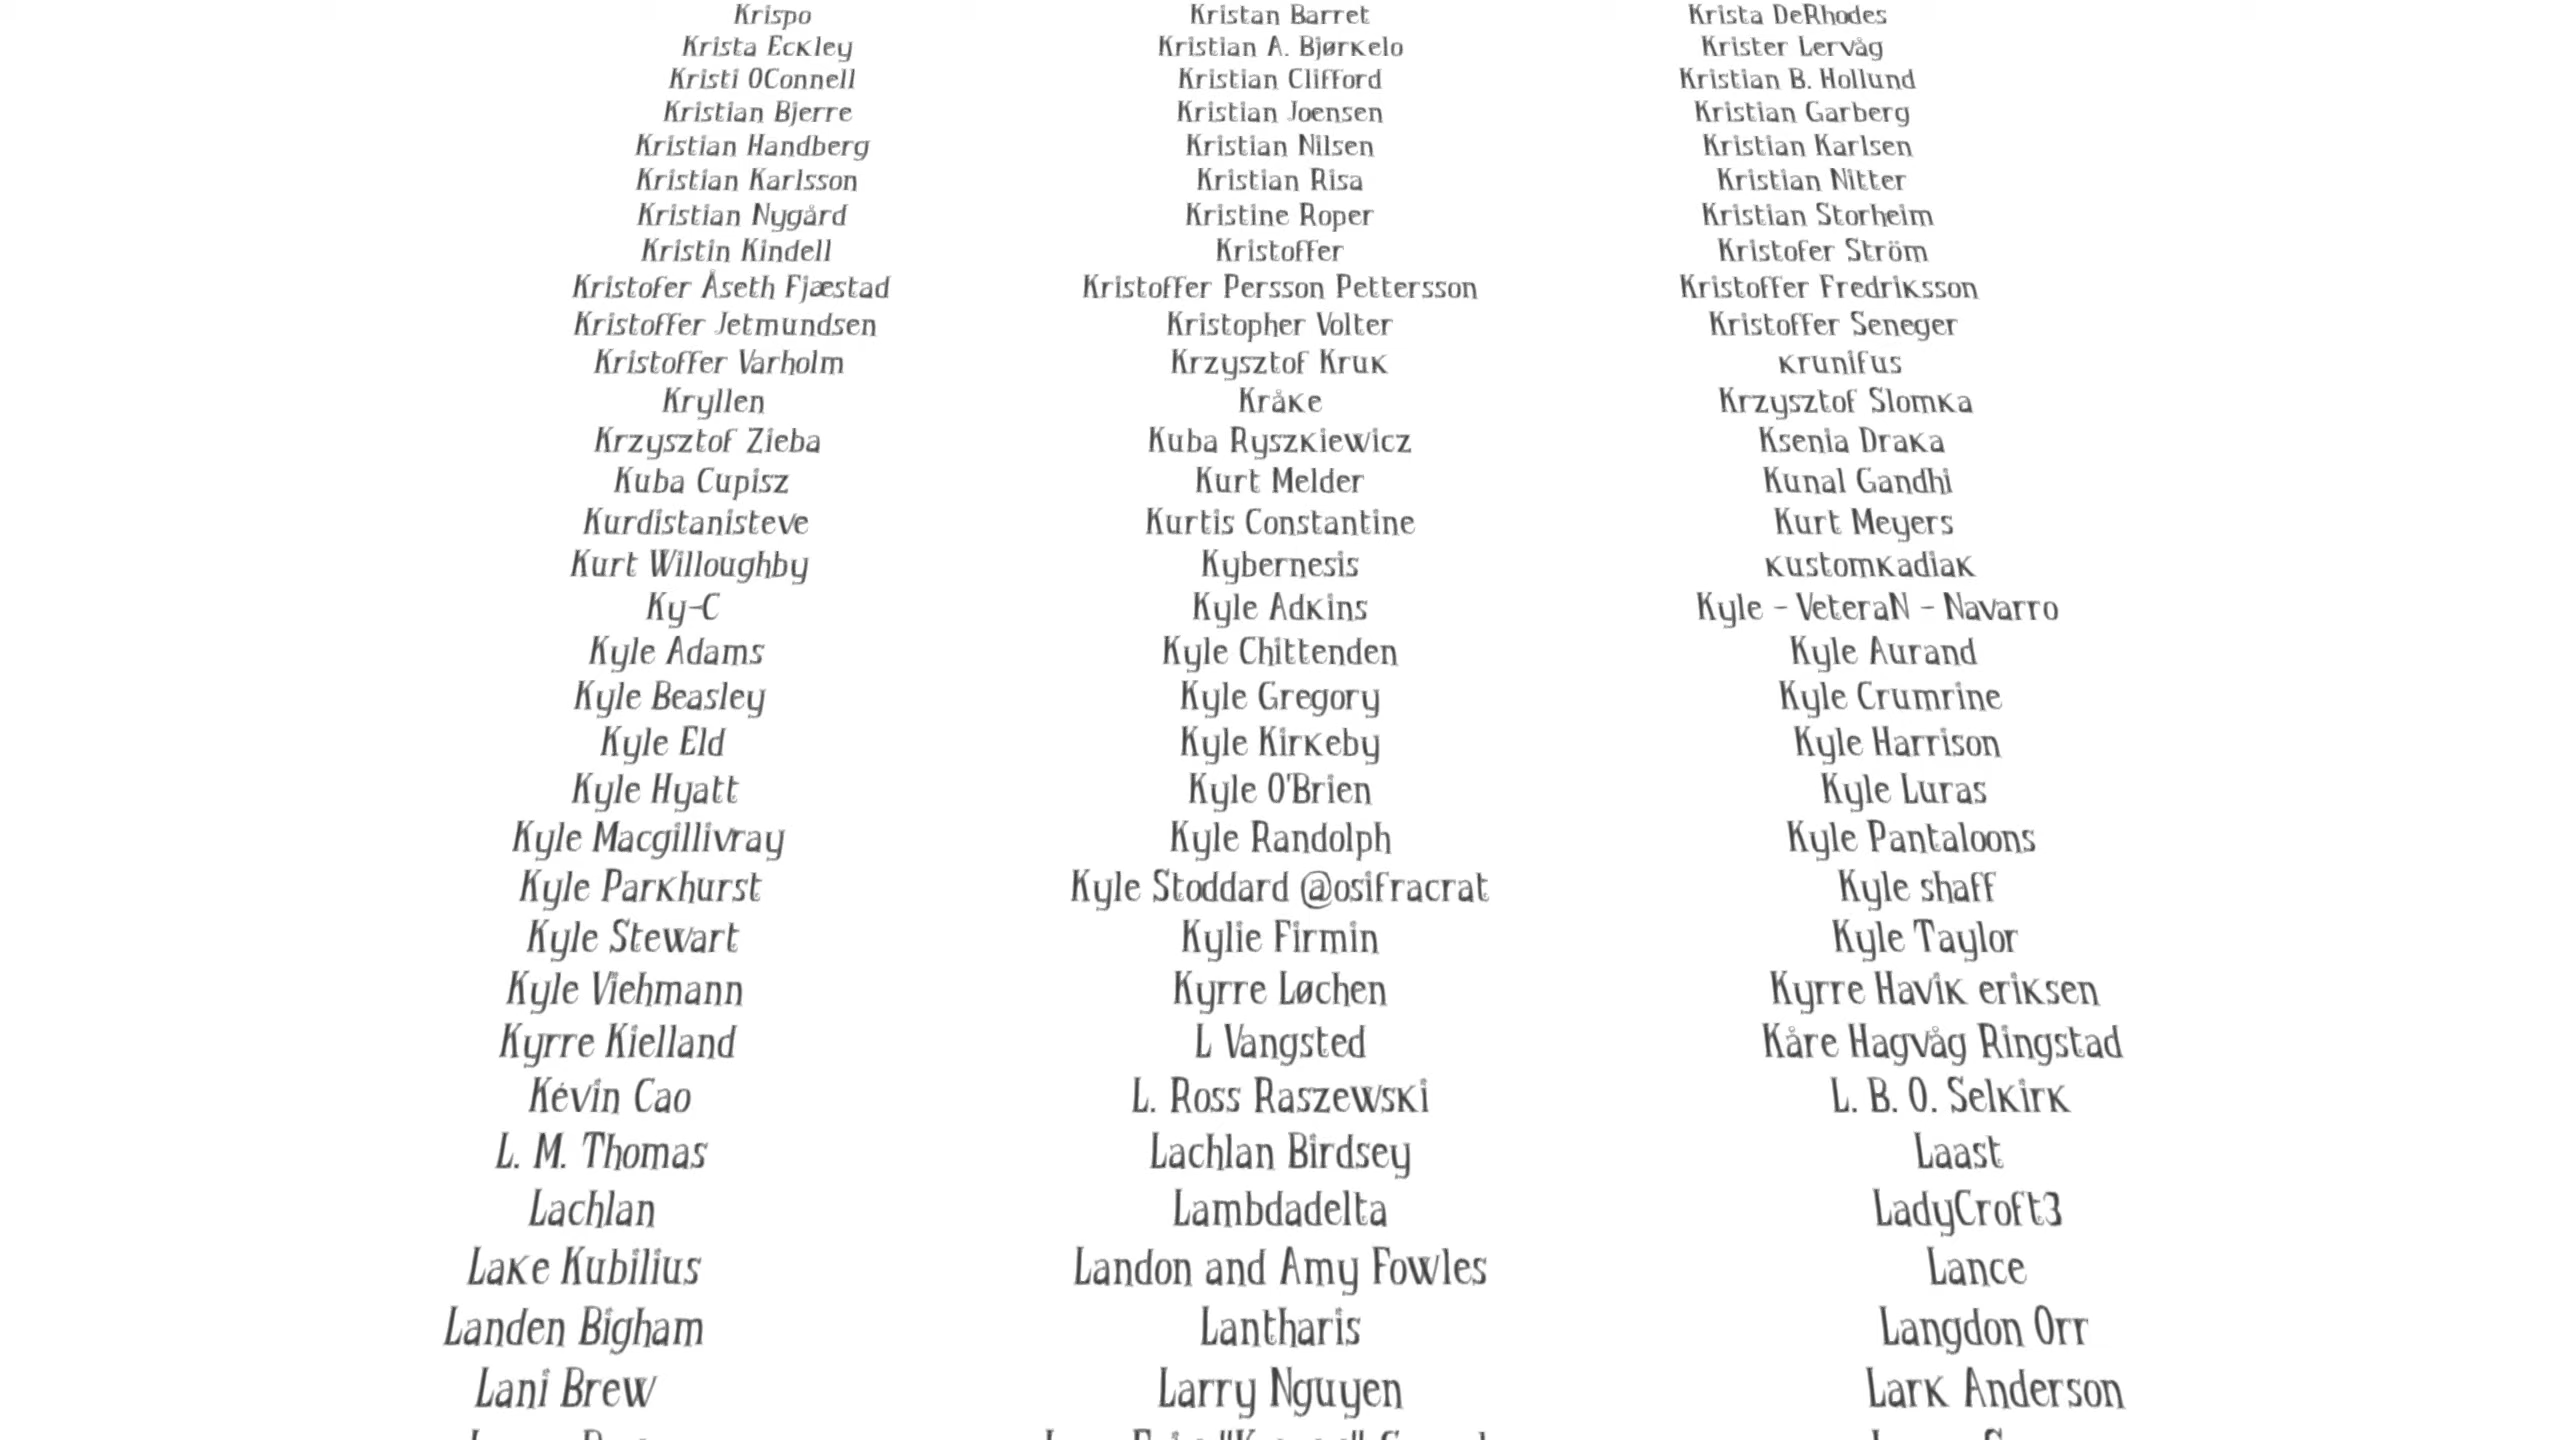 Krispo Kristan Barret Krista DeRhodes
Krista Eckley Kristian A. Bjørkelo Krister Lervåg
Kristi OConnell Kristian Clifford Kristian B. Hollund
Kristian Bjerre Kristian Joensen Kristian Garberg
Kristian Handberg Kristian Nilsen Kristian Karlsen
Kristian Karlsson Kristian Risa Kristian Nitter
Kristian Nygård Kristine Roper Kristian Storheim
Kristin Kindell Kristoffer Kristofer Ström
Kristofer Åseth Fjæstad Kristoffer Persson Pettersson Kristoffer Fredriksson
Kristoffer Jetmundsen Kristopher Volter Kristoffer Seneger
Kristoffer Varholm Krzysztof Kruk krunifus
Kryllen Kråke Krzysztof Slomka
Krzysztof Zieba Kuba Ryszkiewicz Ksenia Draka
Kuba Cupisz Kurt Melder Kunal Gandhi
Kurdistanisteve Kurtis Constantine Kurt Meyers
Kurt Willoughby Kybernesis kustomkadiak
Ky-C Kyle Adkins Kyle - VeteraN - Navarro
Kyle Adams Kyle Chittenden Kyle Aurand
Kyle Beasley Kyle Gregory Kyle Crumrine
Kyle Eld Kyle Kirkeby Kyle Harrison
Kyle Hyatt Kyle O'Brien Kyle Luras
Kyle Macgillivray Kyle Randolph Kyle Pantaloons
Kyle Parkhurst Kyle Stoddard @osifracrat Kyle shaff
Kyle Stewart Kylie Firmin Kyle Taylor
Kyle Viehmann Kyrre Løchen Kyrre Havik eriksen
Kyrre Kielland L Vangsted Kåre Hagvåg Ringstad
Kévin Cao L. Ross Raszewski L. B. O. Selkirk
L. M. Thomas Lachlan Birdsey Laast
Lachlan Lambdadelta LadyCroft3
Lake Kubilius Landon and Amy Fowles Lance
Landen Bigham Lantharis Langdon Orr
Lani Brew Larry Nguyen Lark Anderson